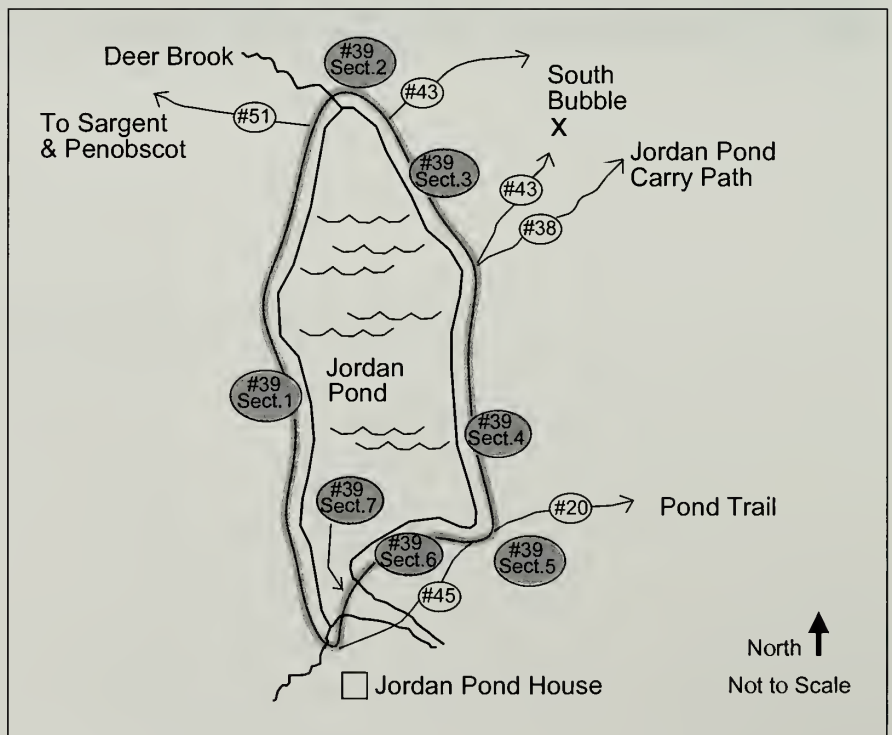 Deer Brook
#39
Sect.2
#43
South
Bubble
X
#51
To Sargent
& Penobscot
#39
Sect.3
#43
#38
Jordan Pond
Carry Path
Jordan
Pond
#39
Sect.1
#39
Sect.4
#39
Sect.7
#20
Pond Trail
#39
Sect.6
#39
Sect.5
#45
North
Not to Scale
Jordan Pond House